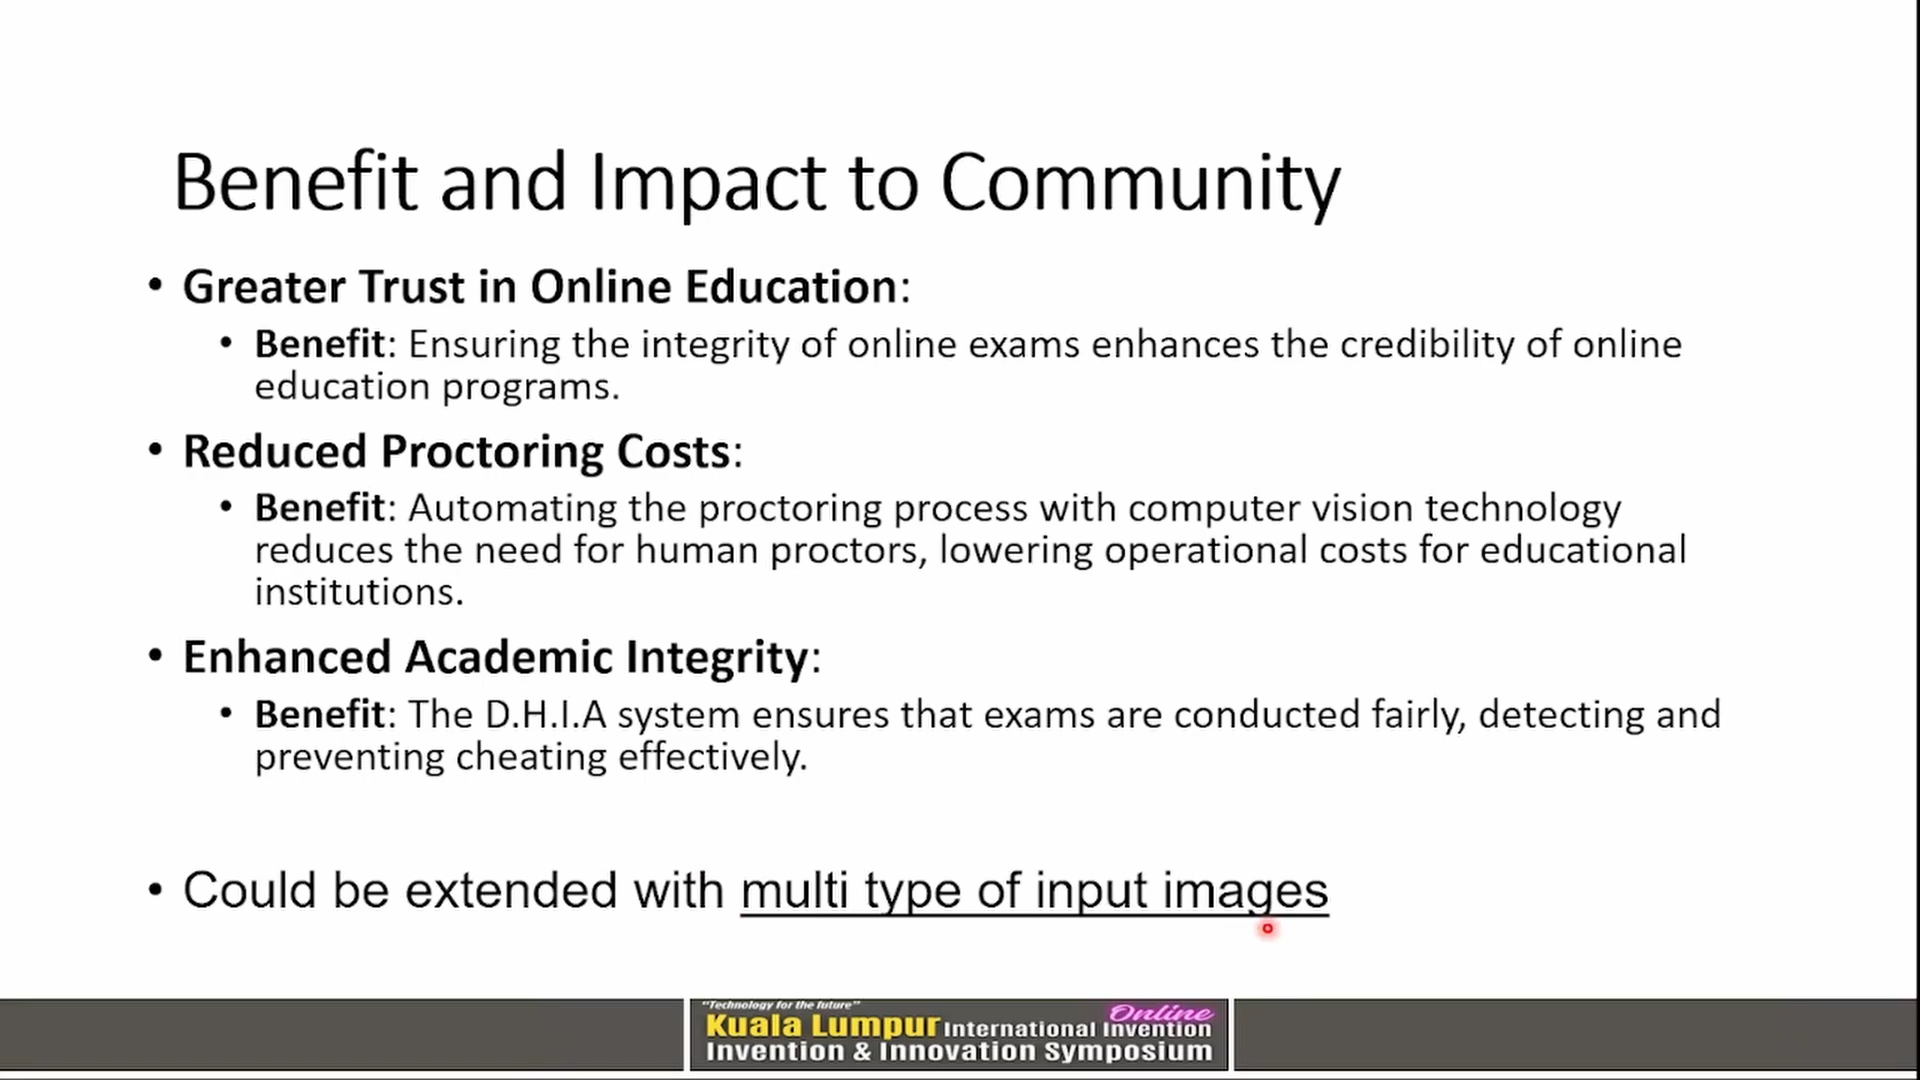 Benefit and Impact to Community
• Greater Trust in Online Education:
• Benefit: Ensuring the integrity of online exams enhances the credibility of online
education programs.
• Reduced Proctoring Costs:
• Benefit: Automating the proctoring process with computer vision technology
reduces the need for human proctors, lowering operational costs for educational
institutions.
• Enhanced Academic Integrity:
• Benefit: The D.H.I.A system ensures that exams are conducted fairly, detecting and
preventing cheating effectively.
• Could be extended with multi type of input images
"Technology for the future"
Online
Kuala Lumpur International Invention
Invention & Innovation Symposium